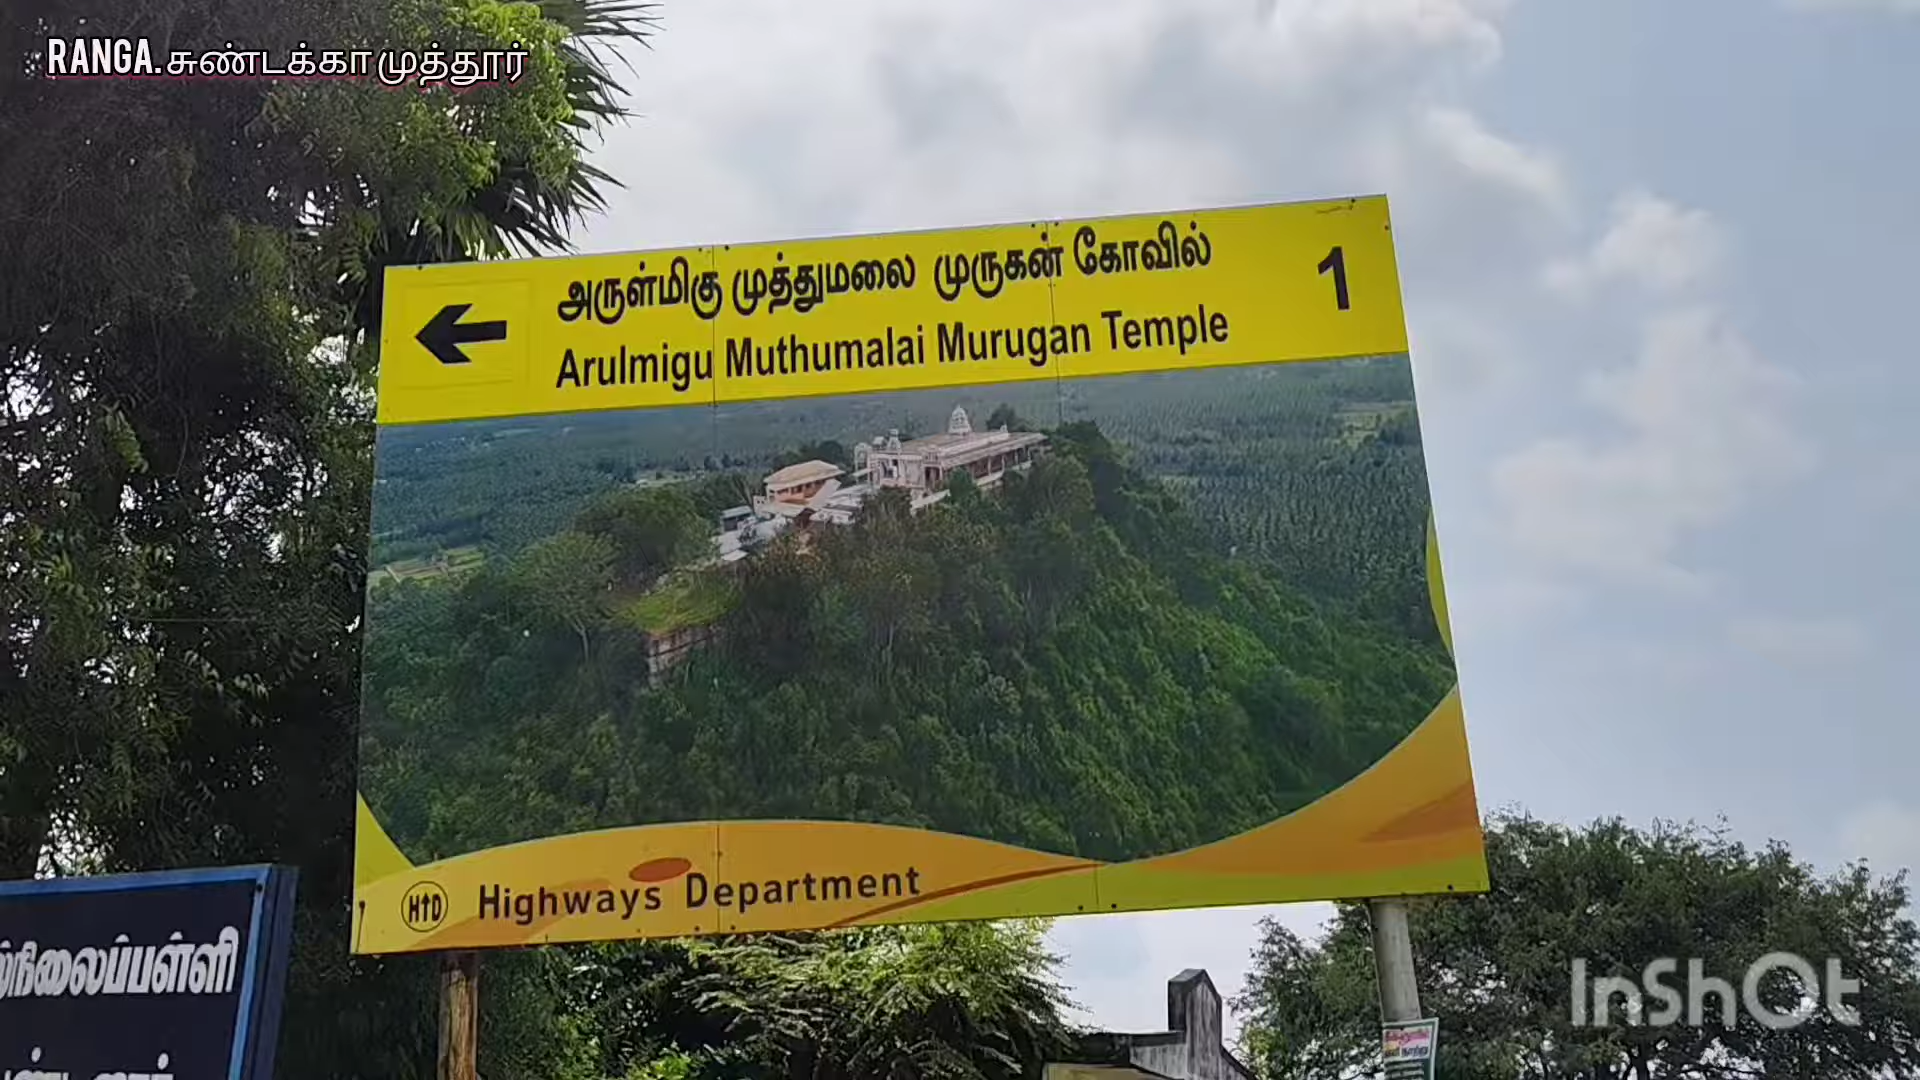 RANGA.சுண்டக்காமுத்தூர்
அருள்மிகு முத்துமலை முருகன் கோவில்
Arulmigu Muthumalai Murugan Temple
1
HTD Highways Department
InShOt